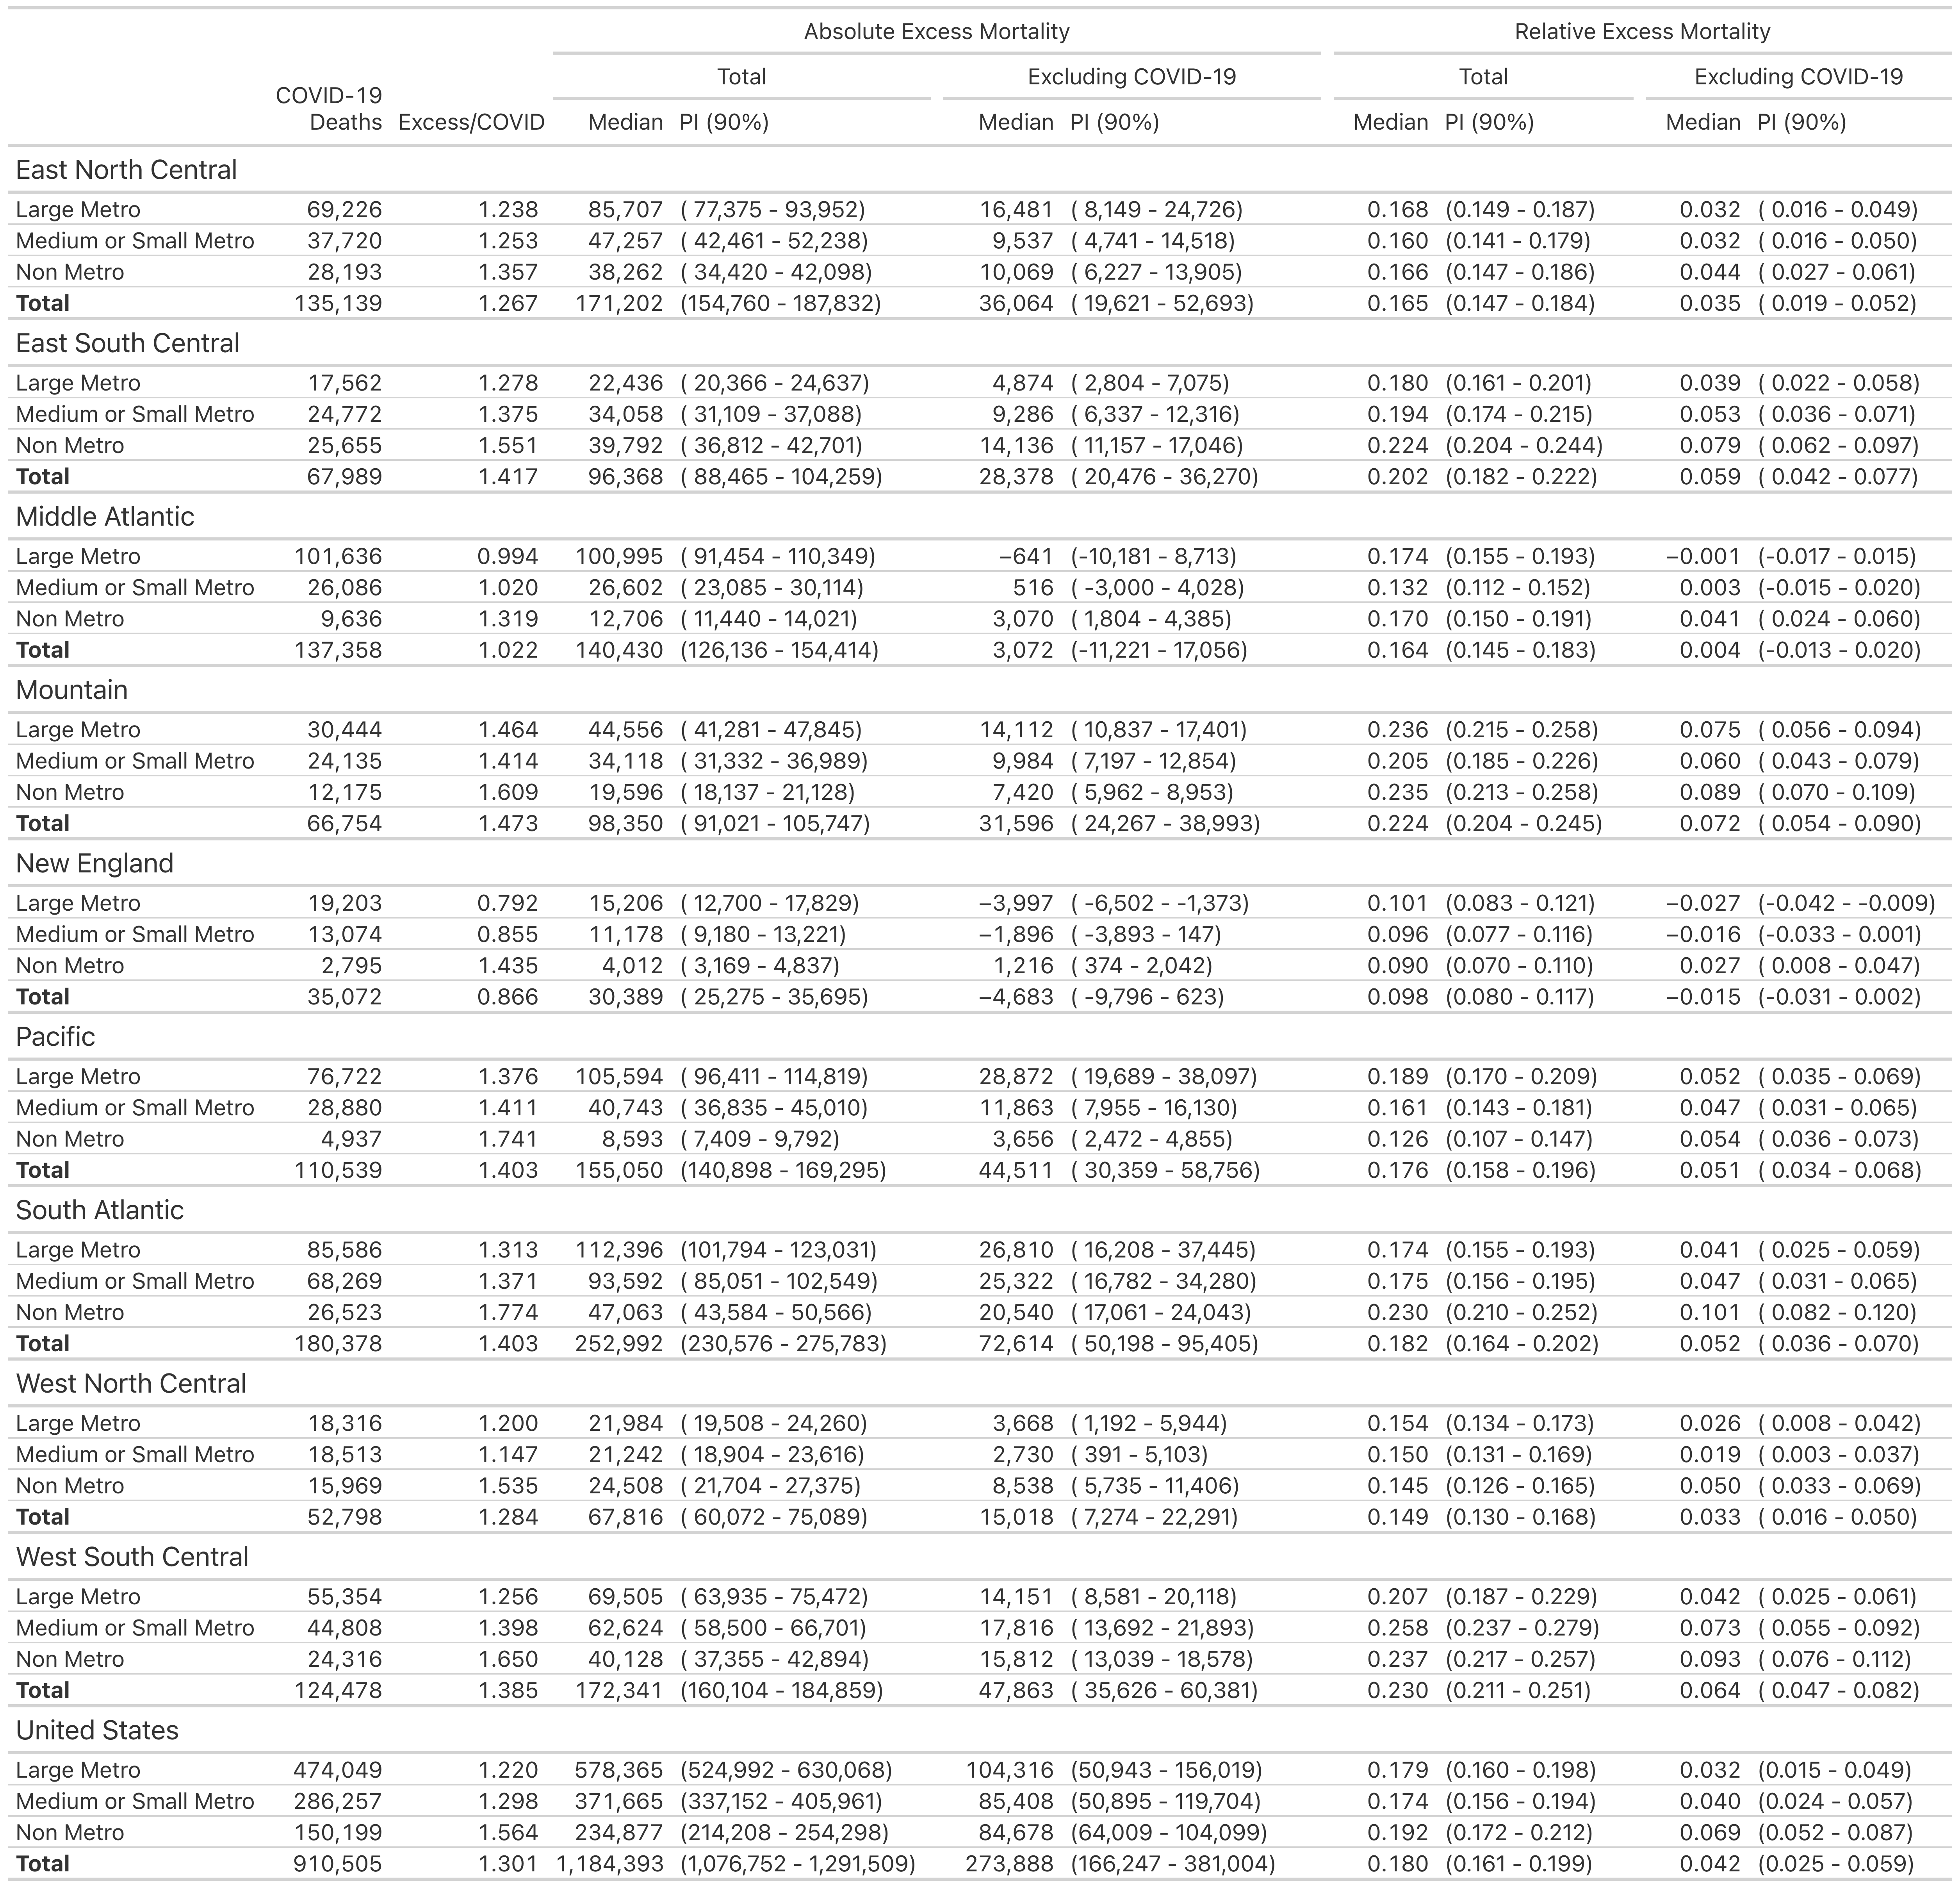 Absolute Excess Mortality Relative Excess Mortality
Total Excluding COVID-19 Total Excluding COVID-19
COVID-19
Deaths Excess/COVID Median PI (90%) Median PI (90%) Median PI (90%) Median PI (90%)
East North Central
Large Metro 69,226 1.238 85,707 ( 77,375 - 93,952) 16,481 ( 8,149 - 24,726) 0.168 (0.149 - 0.187) 0.032 ( 0.016 - 0.049)
Medium or Small Metro 37,720 1.253 47,257 ( 42,461 - 52,238) 9,537 ( 4,741 - 14,518) 0.160 (0.141 - 0.179) 0.032 ( 0.016 - 0.050)
Non Metro 28,193 1.357 38,262 ( 34,420 - 42,098) 10,069 ( 6,227 - 13,905) 0.166 (0.147 - 0.186) 0.044 ( 0.027 - 0.061)
Total 135,139 1.267 171,202 (154,760 - 187,832) 36,064 ( 19,621 - 52,693) 0.165 (0.147 - 0.184) 0.035 ( 0.019 - 0.052)
East South Central
Large Metro 17,562 1.278 22,436 ( 20,366 - 24,637) 4,874 ( 2,804 - 7,075) 0.180 (0.161 - 0.201) 0.039 ( 0.022 - 0.058)
Medium or Small Metro 24,772 1.375 34,058 ( 31,109 - 37,088) 9,286 ( 6,337 - 12,316) 0.194 (0.174 - 0.215) 0.053 ( 0.036 - 0.071)
Non Metro 25,655 1.551 39,792 ( 36,812 - 42,701) 14,136 ( 11,157 - 17,046) 0.224 (0.204 - 0.244) 0.079 ( 0.062 - 0.097)
Total 67,989 1.417 96,368 ( 88,465 - 104,259) 28,378 ( 20,476 - 36,270) 0.202 (0.182 - 0.222) 0.059 ( 0.042 - 0.077)
Middle Atlantic
Large Metro 101,636 0.994 100,995 ( 91,454 - 110,349) −641 (-10,181 - 8,713) 0.174 (0.155 - 0.193) −0.001 (-0.017 - 0.015)
Medium or Small Metro 26,086 1.020 26,602 ( 23,085 - 30,114) 516 ( -3,000 - 4,028) 0.132 (0.112 - 0.152) 0.003 (-0.015 - 0.020)
Non Metro 9,636 1.319 12,706 ( 11,440 - 14,021) 3,070 ( 1,804 - 4,385) 0.170 (0.150 - 0.191) 0.041 ( 0.024 - 0.060)
Total 137,358 1.022 140,430 (126,136 - 154,414) 3,072 (-11,221 - 17,056) 0.164 (0.145 - 0.183) 0.004 (-0.013 - 0.020)
Mountain
Large Metro 30,444 1.464 44,556 ( 41,281 - 47,845) 14,112 ( 10,837 - 17,401) 0.236 (0.215 - 0.258) 0.075 ( 0.056 - 0.094)
Medium or Small Metro 24,135 1.414 34,118 ( 31,332 - 36,989) 9,984 ( 7,197 - 12,854) 0.205 (0.185 - 0.226) 0.060 ( 0.043 - 0.079)
Non Metro 12,175 1.609 19,596 ( 18,137 - 21,128) 7,420 ( 5,962 - 8,953) 0.235 (0.213 - 0.258) 0.089 ( 0.070 - 0.109)
Total 66,754 1.473 98,350 ( 91,021 - 105,747) 31,596 ( 24,267 - 38,993) 0.224 (0.204 - 0.245) 0.072 ( 0.054 - 0.090)
New England
Large Metro 19,203 0.792 15,206 ( 12,700 - 17,829) −3,997 ( -6,502 - -1,373) 0.101 (0.083 - 0.121) −0.027 (-0.042 - -0.009)
Medium or Small Metro 13,074 0.855 11,178 ( 9,180 - 13,221) −1,896 ( -3,893 - 147) 0.096 (0.077 - 0.116) −0.016 (-0.033 - 0.001)
Non Metro 2,795 1.435 4,012 ( 3,169 - 4,837) 1,216 ( 374 - 2,042) 0.090 (0.070 - 0.110) 0.027 ( 0.008 - 0.047)
Total 35,072 0.866 30,389 ( 25,275 - 35,695) −4,683 ( -9,796 - 623) 0.098 (0.080 - 0.117) −0.015 (-0.031 - 0.002)
Pacific
Large Metro 76,722 1.376 105,594 ( 96,411 - 114,819) 28,872 ( 19,689 - 38,097) 0.189 (0.170 - 0.209) 0.052 ( 0.035 - 0.069)
Medium or Small Metro 28,880 1.411 40,743 ( 36,835 - 45,010) 11,863 ( 7,955 - 16,130) 0.161 (0.143 - 0.181) 0.047 ( 0.031 - 0.065)
Non Metro 4,937 1.741 8,593 ( 7,409 - 9,792) 3,656 ( 2,472 - 4,855) 0.126 (0.107 - 0.147) 0.054 ( 0.036 - 0.073)
Total 110,539 1.403 155,050 (140,898 - 169,295) 44,511 ( 30,359 - 58,756) 0.176 (0.158 - 0.196) 0.051 ( 0.034 - 0.068)
South Atlantic
Large Metro 85,586 1.313 112,396 (101,794 - 123,031) 26,810 ( 16,208 - 37,445) 0.174 (0.155 - 0.193) 0.041 ( 0.025 - 0.059)
Medium or Small Metro 68,269 1.371 93,592 ( 85,051 - 102,549) 25,322 ( 16,782 - 34,280) 0.175 (0.156 - 0.195) 0.047 ( 0.031 - 0.065)
Non Metro 26,523 1.774 47,063 ( 43,584 - 50,566) 20,540 ( 17,061 - 24,043) 0.230 (0.210 - 0.252) 0.101 ( 0.082 - 0.120)
Total 180,378 1.403 252,992 (230,576 - 275,783) 72,614 ( 50,198 - 95,405) 0.182 (0.164 - 0.202) 0.052 ( 0.036 - 0.070)
West North Central
Large Metro 18,316 1.200 21,984 ( 19,508 - 24,260) 3,668 ( 1,192 - 5,944) 0.154 (0.134 - 0.173) 0.026 ( 0.008 - 0.042)
Medium or Small Metro 18,513 1.147 21,242 ( 18,904 - 23,616) 2,730 ( 391 - 5,103) 0.150 (0.131 - 0.169) 0.019 ( 0.003 - 0.037)
Non Metro 15,969 1.535 24,508 ( 21,704 - 27,375) 8,538 ( 5,735 - 11,406) 0.145 (0.126 - 0.165) 0.050 ( 0.033 - 0.069)
Total 52,798 1.284 67,816 ( 60,072 - 75,089) 15,018 ( 7,274 - 22,291) 0.149 (0.130 - 0.168) 0.033 ( 0.016 - 0.050)
West South Central
Large Metro 55,354 1.256 69,505 ( 63,935 - 75,472) 14,151 ( 8,581 - 20,118) 0.207 (0.187 - 0.229) 0.042 ( 0.025 - 0.061)
Medium or Small Metro 44,808 1.398 62,624 ( 58,500 - 66,701) 17,816 ( 13,692 - 21,893) 0.258 (0.237 - 0.279) 0.073 ( 0.055 - 0.092)
Non Metro 24,316 1.650 40,128 ( 37,355 - 42,894) 15,812 ( 13,039 - 18,578) 0.237 (0.217 - 0.257) 0.093 ( 0.076 - 0.112)
Total 124,478 1.385 172,341 (160,104 - 184,859) 47,863 ( 35,626 - 60,381) 0.230 (0.211 - 0.251) 0.064 ( 0.047 - 0.082)
United States
Large Metro 474,049 1.220 578,365 (524,992 - 630,068) 104,316 (50,943 - 156,019) 0.179 (0.160 - 0.198) 0.032 (0.015 - 0.049)
Medium or Small Metro 286,257 1.298 371,665 (337,152 - 405,961) 85,408 (50,895 - 119,704) 0.174 (0.156 - 0.194) 0.040 (0.024 - 0.057)
Non Metro 150,199 1.564 234,877 (214,208 - 254,298) 84,678 (64,009 - 104,099) 0.192 (0.172 - 0.212) 0.069 (0.052 - 0.087)
Total 910,505 1.301 1,184,393 (1,076,752 - 1,291,509) 273,888 (166,247 - 381,004) 0.180 (0.161 - 0.199) 0.042 (0.025 - 0.059)